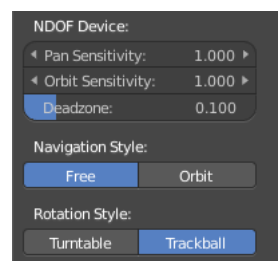 NDOF Device:
Pan Sensitivity: 1.000
Orbit Sensitivity: 1.000
Deadzone: 0.100
Navigation Style:
Free Orbit
Rotation Style:
Turntable Trackball